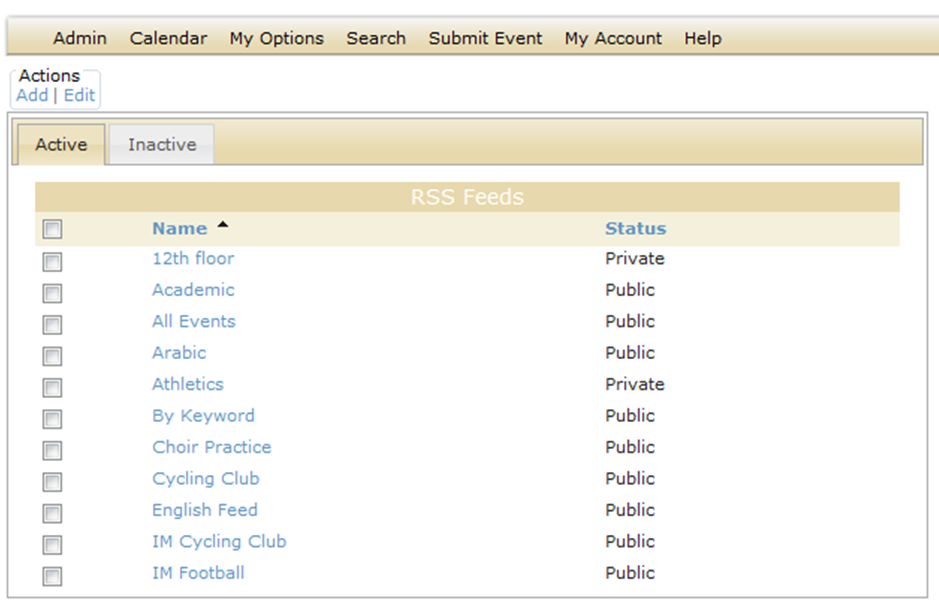 Admin Calendar My Options Search Submit Event My Account Help
Actions
Add | Edit
Active Inactive
RSS Feeds
Name Status
12th floor Private
Academic Public
All Events Public
Arabic Public
Athletics Private
By Keyword Public
Choir Practice Public
Cycling Club Public
English Feed Public
IM Cycling Club Public
IM Football Public